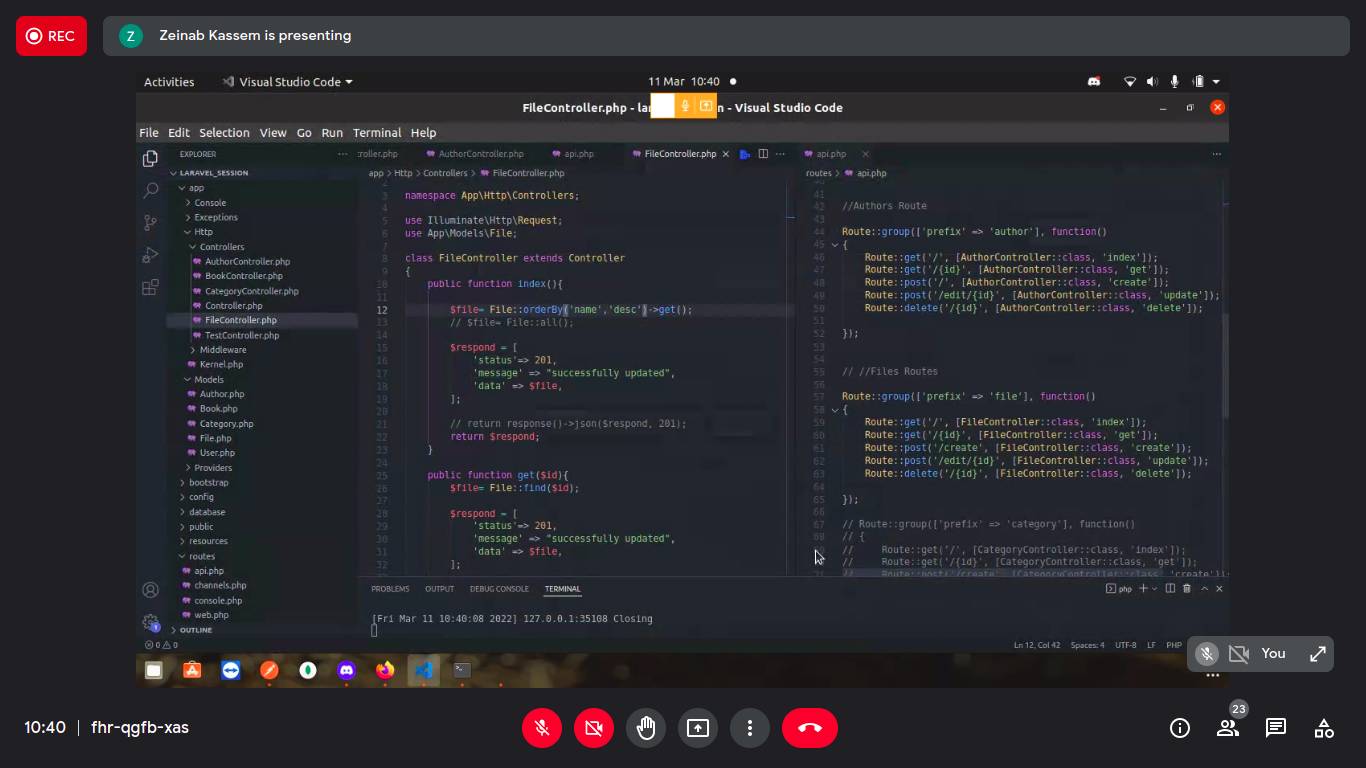 REC
Z
Zeinab Kassem is presenting
Activities
Visual Studio Code
11 Mar 10:40
FileController.php - la
n - Visual Studio Code
File Edit Selection View Go Run Terminal Help
EXPLORER
LARAVEL_SESSION
app
Console
Exceptions
Http
Controllers
AuthorController.php
BookController.php
CategoryController.php
Controller.php
FileController.php
TestController.php
Middleware
Kernel.php
Models
Author.php
Book.php
Category.php
File.php
User.php
Providers
bootstrap
config
database
public
resources
routes
api.php
channels.php
console.php
web.php
OUTLINE
0 0
1
troller.php AuthorController.php api.php FileController.php
app > Http > Controllers > FileController.php
2
3 namespace App\Http\Controllers;
4
5 use Illuminate\Http\Request;
6 use App\Models\File;
7
8 class FileController extends Controller
9 {
10 public function index(){
11
12 $file= File::orderBy('name','desc')->get();
13 // $file= File::all();
14
15 $respond = [
16 'status'=> 201,
17 'message' => "successfully updated",
18 'data' => $file,
19 ];
20
21 // return response()->json($respond, 201);
22 return $respond;
23 }
24
25 public function get($id){
26 $file= File::find($id);
27
28 $respond = [
29 'status'=> 201,
30 'message' => "successfully updated",
31 'data' => $file,
32 ];
api.php
routes > api.php
41
42 //Authors Route
43
44 Route::group(['prefix' => 'author'], function()
45 {
46 Route::get('/', [AuthorController::class, 'index']);
47 Route::get('/{id}', [AuthorController::class, 'get']);
48 Route::post('/', [AuthorController::class, 'create']);
49 Route::post('/edit/{id}', [AuthorController::class, 'update']);
50 Route::delete('/{id}', [AuthorController::class, 'delete']);
51
52 });
53
54
55 // //Files Routes
56
57 Route::group(['prefix' => 'file'], function()
58 {
59 Route::get('/', [FileController::class, 'index']);
60 Route::get('/{id}', [FileController::class, 'get']);
61 Route::post('/create', [FileController::class, 'create']);
62 Route::post('/edit/{id}', [FileController::class, 'update']);
63 Route::delete('/{id}', [FileController::class, 'delete']);
64
65 });
66
67 // Route::group(['prefix' => 'category'], function()
68 // {
// Route::get('/', [CategoryController::class, 'index']);
70 // Route::get('/{id}', [CategoryController::class, 'get']);
71 // Route::post('/create', [CategoryController::class, 'create']);
PROBLEMS OUTPUT DEBUG CONSOLE TERMINAL
php
[Fri Mar 11 10:40:08 2022] 127.0.0.1:35108 Closing
Ln 12, Col 42 Spaces: 4 UTF-8 LF PHP
You
10:40 | fhr-qgfb-xas
23